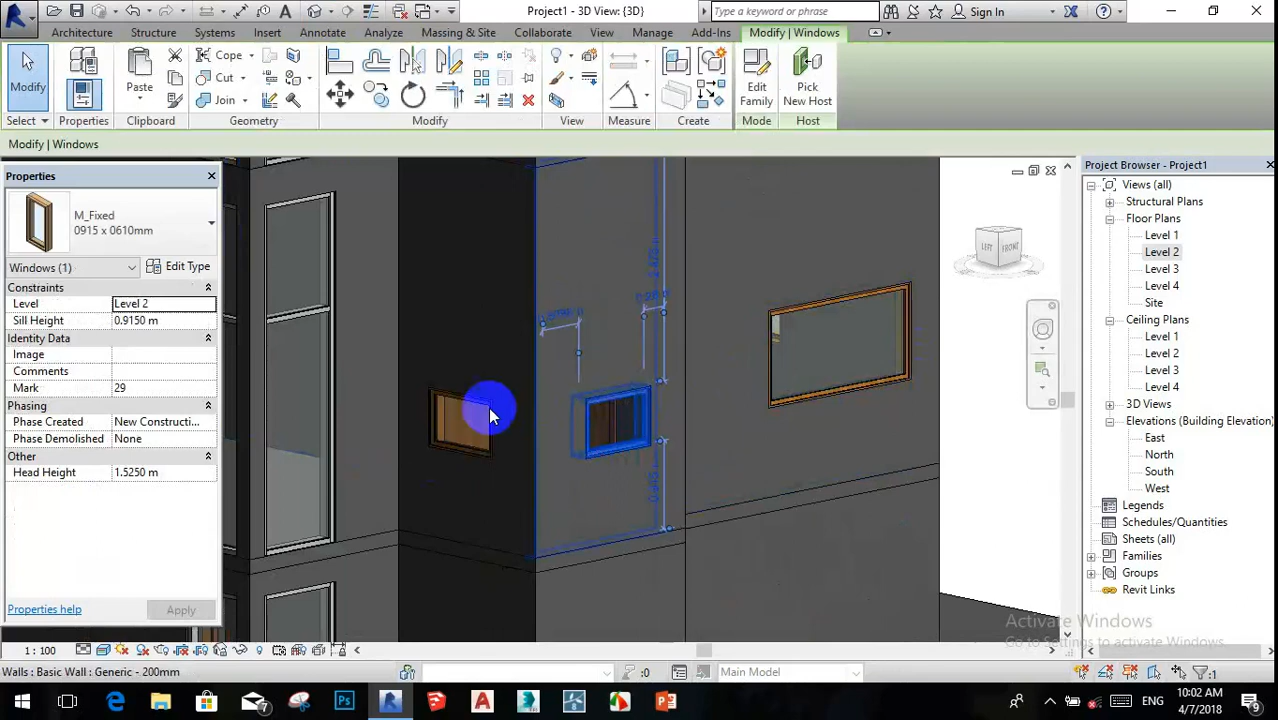 Project1 - 3D View: {3D}
Type a keyword or phrase
Sign In
Architecture Structure Systems Insert Annotate Analyze Massing & Site Collaborate View Manage Add-Ins Modify | Windows
Modify
Select
Properties
Paste
Clipboard
Cope
Cut
Join
Geometry
Modify
View
Measure
Create
Edit
Family
Mode
Pick
New Host
Host
Modify | Windows
Properties
M_Fixed
0915 x 0610mm
Windows (1)
Edit Type
Constraints
Level Level 2
Sill Height 0.9150 m
Identity Data
Image
Comments
Mark 29
Phasing
Phase Created New Constructi...
Phase Demolished None
Other
Head Height 1.5250 m
Properties help
Apply
LEFT FRONT
Project Browser - Project1
Views (all)
Structural Plans
Floor Plans
Level 1
Level 2
Level 3
Level 4
Site
Ceiling Plans
Level 1
Level 2
Level 3
Level 4
3D Views
Elevations (Building Elevation)
East
North
South
West
Legends
Schedules/Quantities
Sheets (all)
Families
Groups
Revit Links
Activate Windows
Go to Settings to activate Windows.
1 : 100
Walls : Basic Wall : Generic - 200mm
:0
Main Model
:1
ENG
10:02 AM
4/7/2018